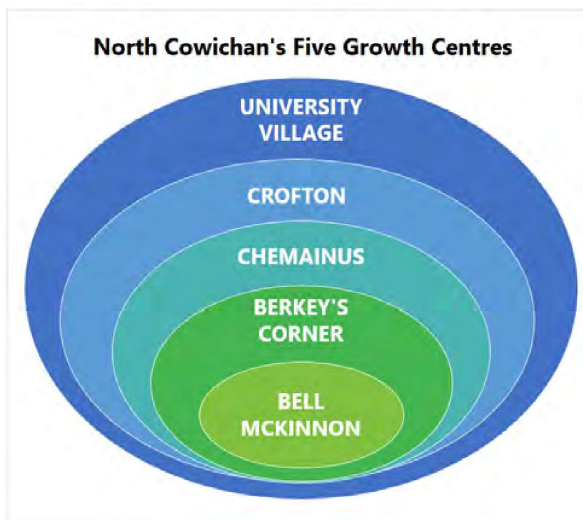 North Cowichan's Five Growth Centres
UNIVERSITY
VILLAGE
CROFTON
CHEMAINUS
BERKEY'S
CORNER
BELL
MCKINNON